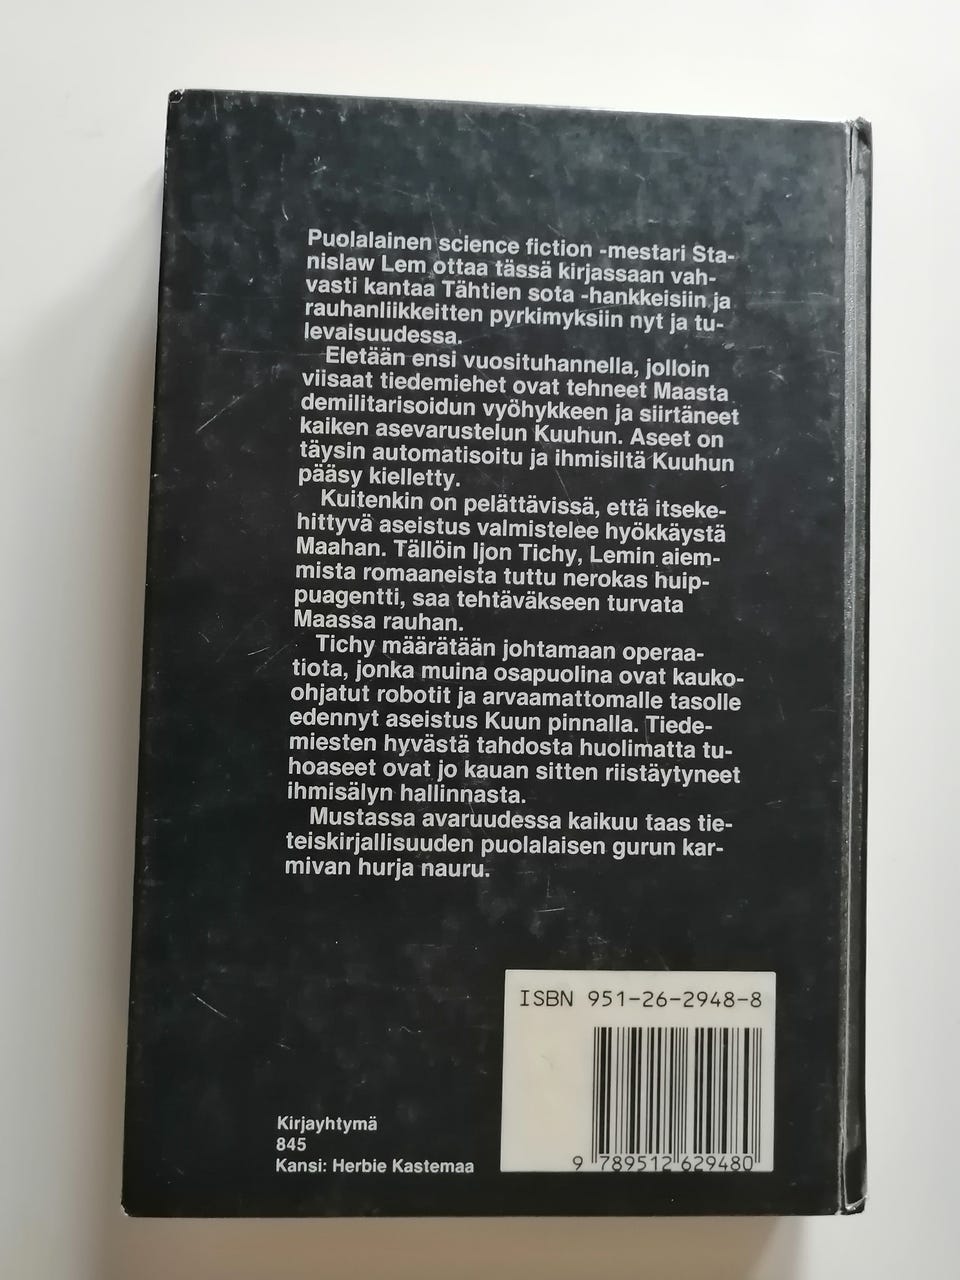 Puolalainen science fiction -mestari Sta-
nislaw Lem ottaa tässä kirjassaan vah-
vasti kantaa Tähtien sota -hankkeisiin ja
rauhanliikkeitten pyrkimyksiin nyt ja tu-
levaisuudessa.
Eletään ensi vuosituhannella, jolloin
viisaat tiedemiehet ovat tehneet Maasta
demilitarisoidun vyöhykkeen ja siirtäneet
kaiken asevarustelun Kuuhun. Aseet on
täysin automatisoitu ja ihmisiltä Kuuhun
pääsy kielletty.
Kuitenkin on pelättävissä, että itseke-
hittyvä aseistus valmistelee hyökkäystä
Maahan. Tällöin Ijon Tichy, Lemin aiem-
mista romaaneista tuttu nerokas huip-
puagentti, saa tehtäväkseen turvata
Maassa rauhan.
Tichy määrätään johtamaan operaa-
tiota, jonka muina osapuolina ovat kauko-
ohjatut robotit ja arvaamattomalle tasolle
edennyt aseistus Kuun pinnalla. Tiede-
miesten hyvästä tahdosta huolimatta tu-
hoaseet ovat jo kauan sitten riistäytyneet
ihmisälyn hallinnasta.
Mustassa avaruudessa kaikuu taas tie-
teiskirjallisuuden puolalaisen gurun kar-
mivan hurja nauru.
ISBN 951-26-2948-8
9 789512 629480
Kirjayhtymä
845
Kansi: Herbie Kastemaa